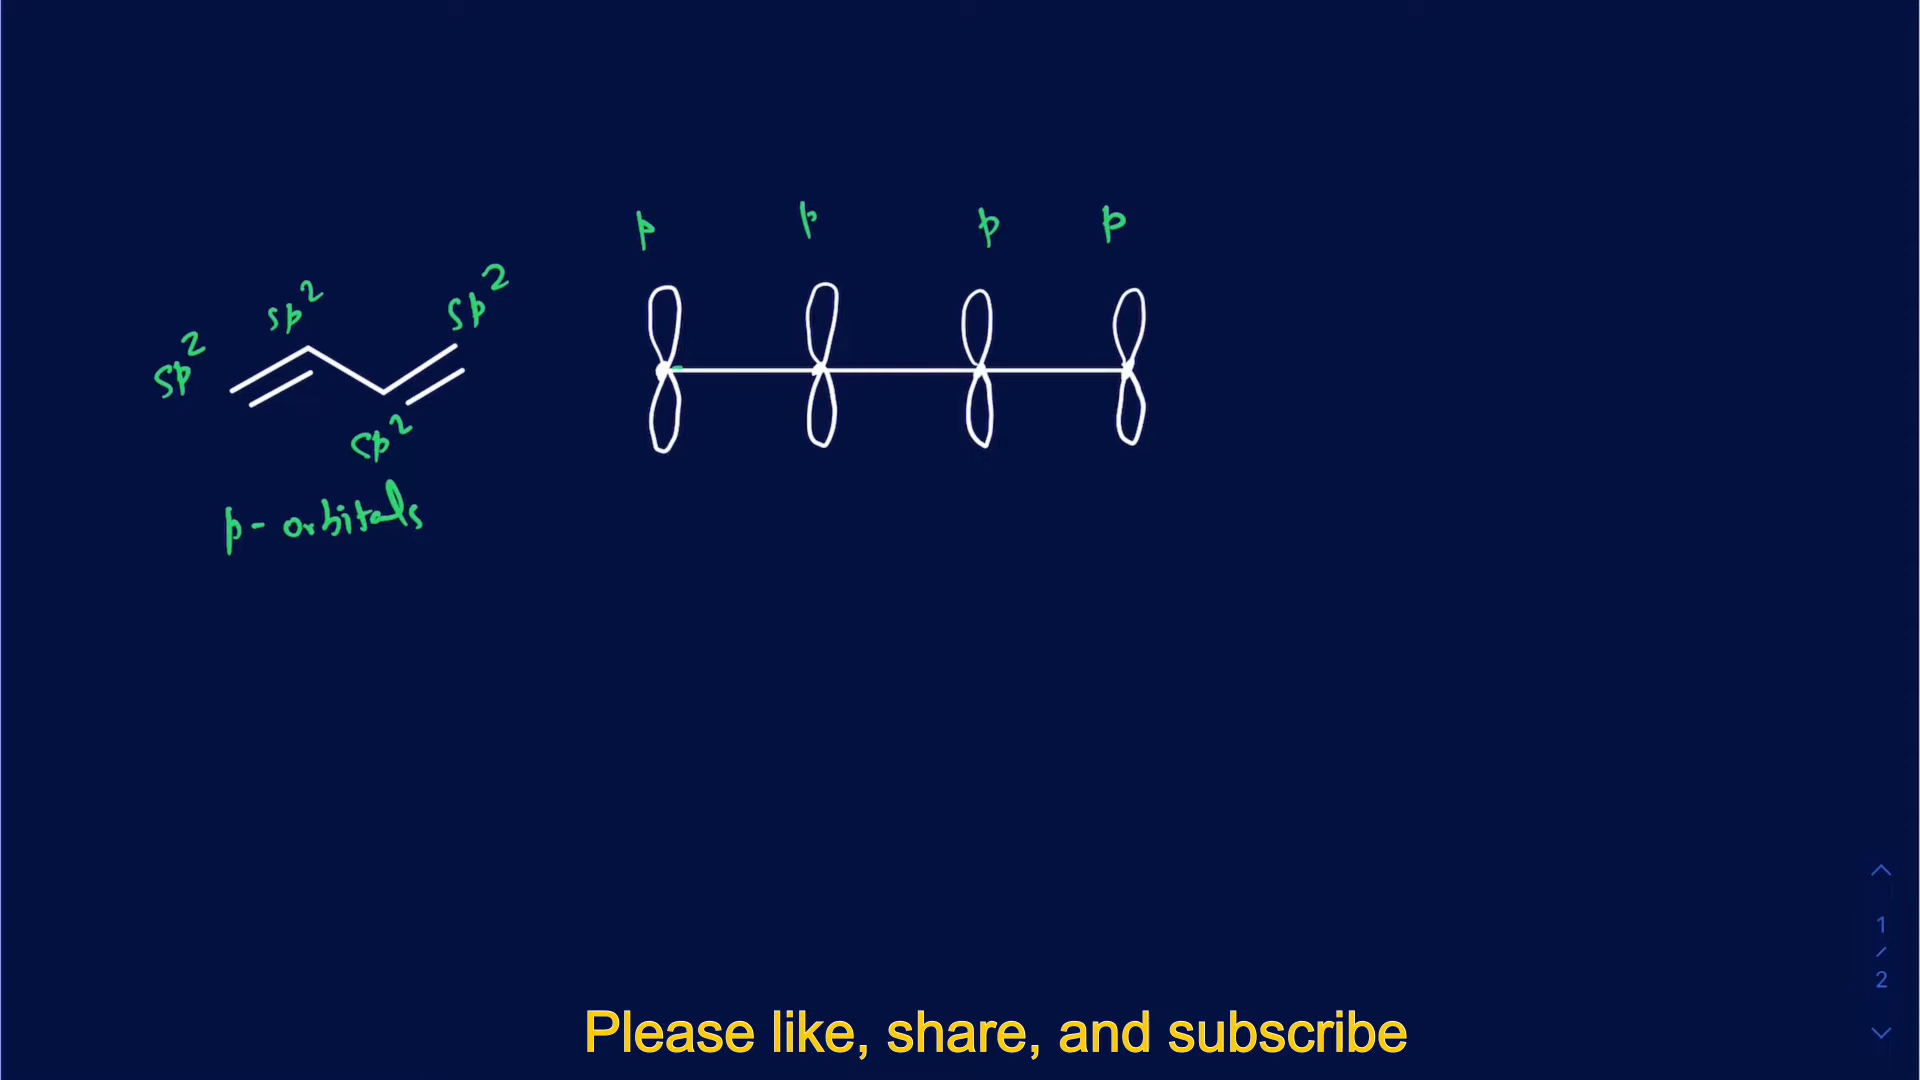 p p p p
sp² sp² sp²
sp²
p- orbitals
1
/
2
Please like, share, and subscribe